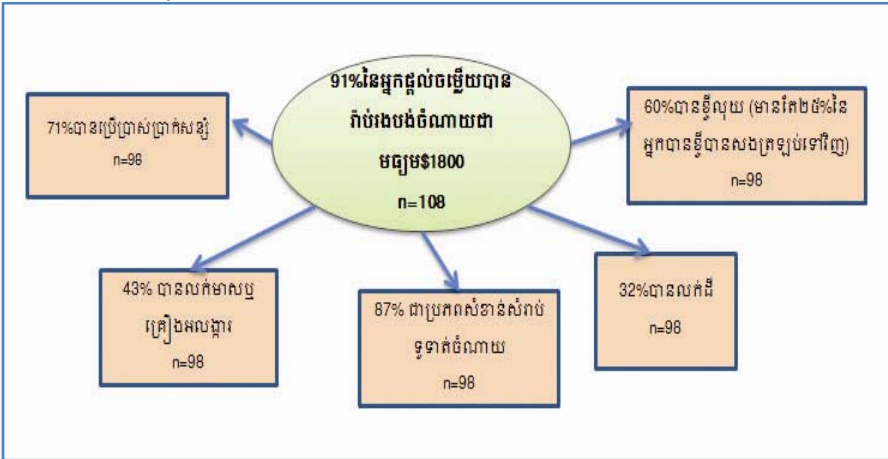 91%នៃអ្នកផ្តល់ចម្លើយបាន
រ៉ាប់រងបង់ចំណាយជា
មធ្យម$1800
n=108
71%បានប្រើប្រាស់ប្រាក់សន្សំ
n=98
60%បានខ្ចីលុយ (មានតែ២៥%នៃ
អ្នកបានខ្ចីបានសងត្រឡប់ទៅវិញ)
n=98
43% បានលក់មាសឬ
គ្រឿងអលង្ការ
n=98
87% ជាប្រភពសំខាន់សំរាប់
ទូទាត់ចំណាយ
n=98
32%បានលក់ដី
n=98